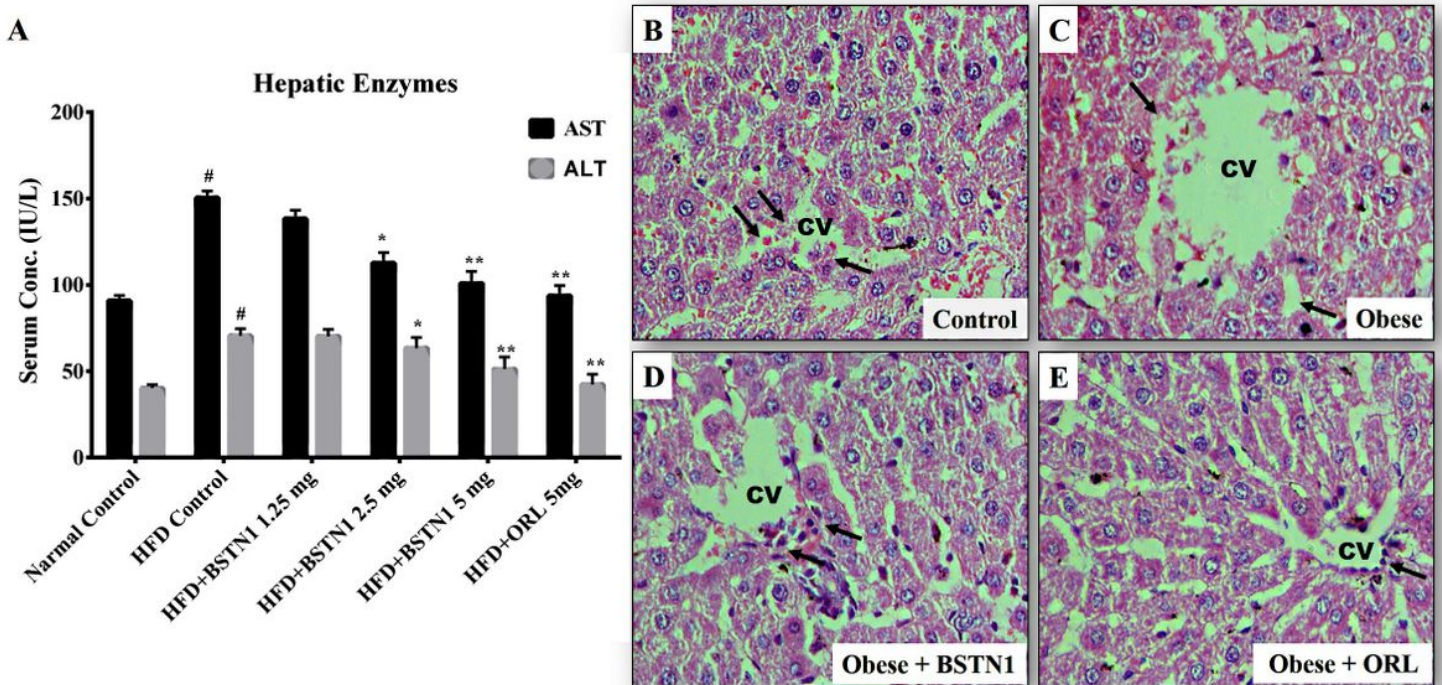 A
Hepatic Enzymes
AST
ALT
Serum Conc. (IU/L)
200
150
100
50
0
#
#
*
*
**
**
**
**
Narmal Control
HFD Control
HFD+BSTN1 1.25 mg
HFD+BSTN1 2.5 mg
HFD+BSTN1 5 mg
HFD+ORL 5mg
B
CV
Control
C
CV
Obese
D
CV
Obese + BSTN1
E
CV
Obese + ORL